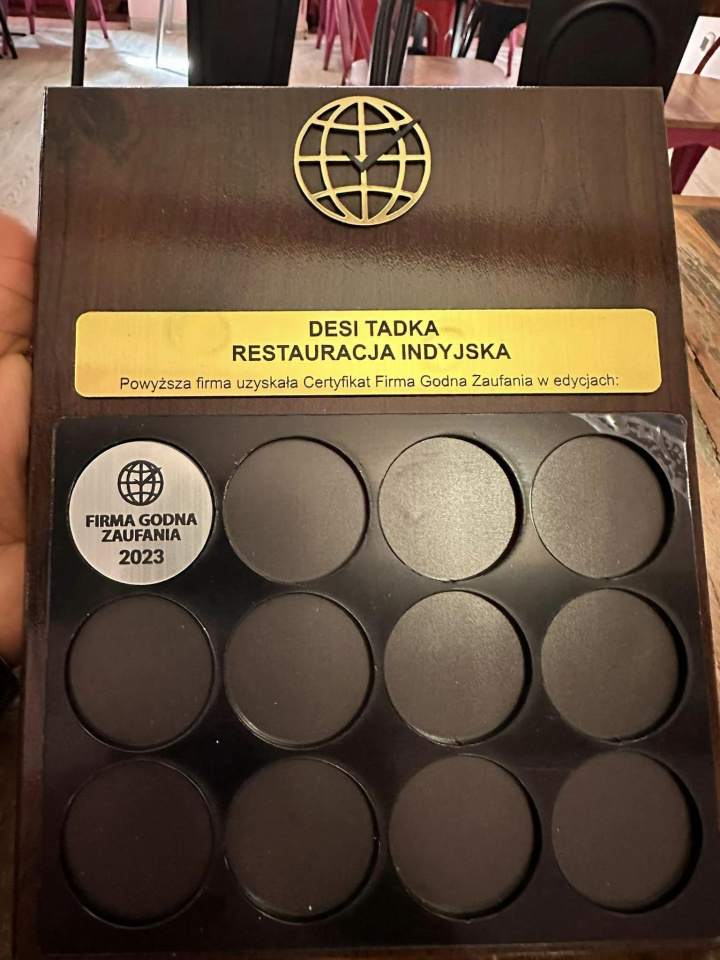 DESI TADKA
RESTAURACJA INDYJSKA
Powyższa firma uzyskała Certyfikat Firma Godna Zaufania w edycjach:
FIRMA GODNA
ZAUFANIA
2023